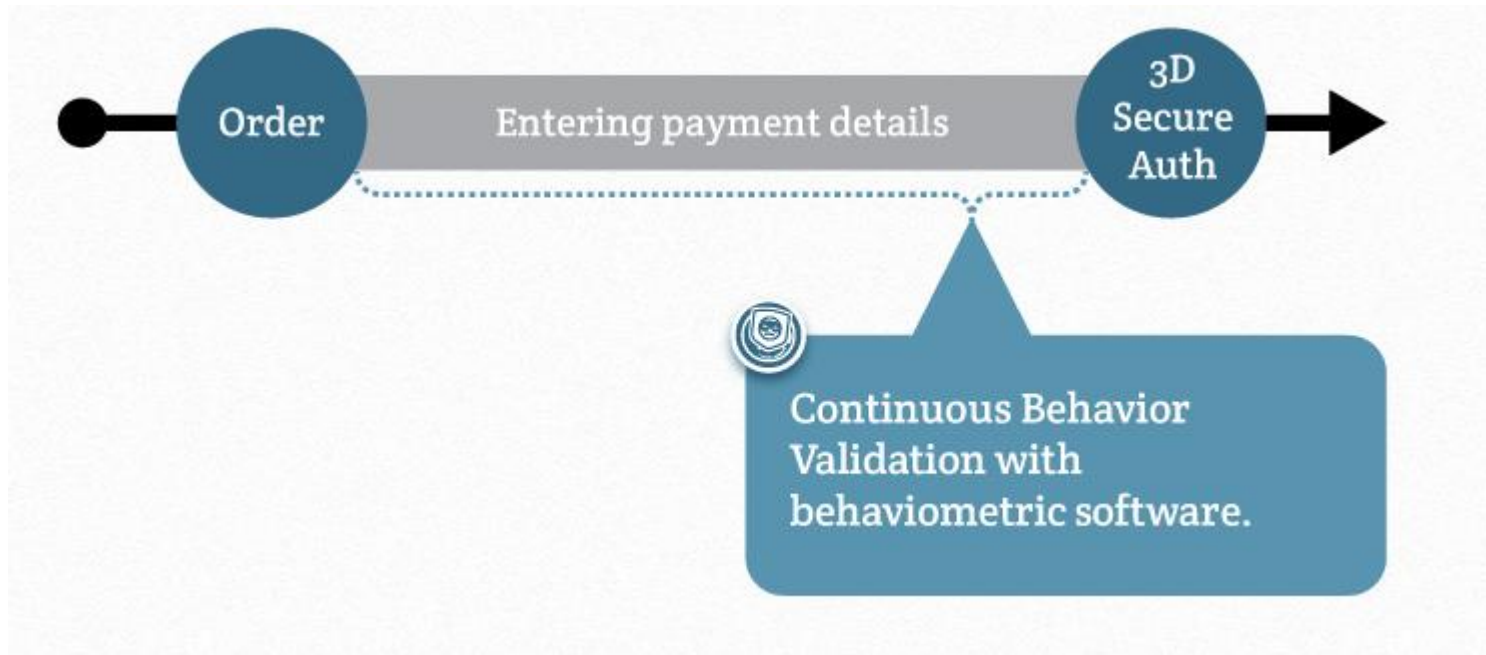 Order
Entering payment details
3D
Secure
Auth
Continuous Behavior
Validation with
behaviometric software.